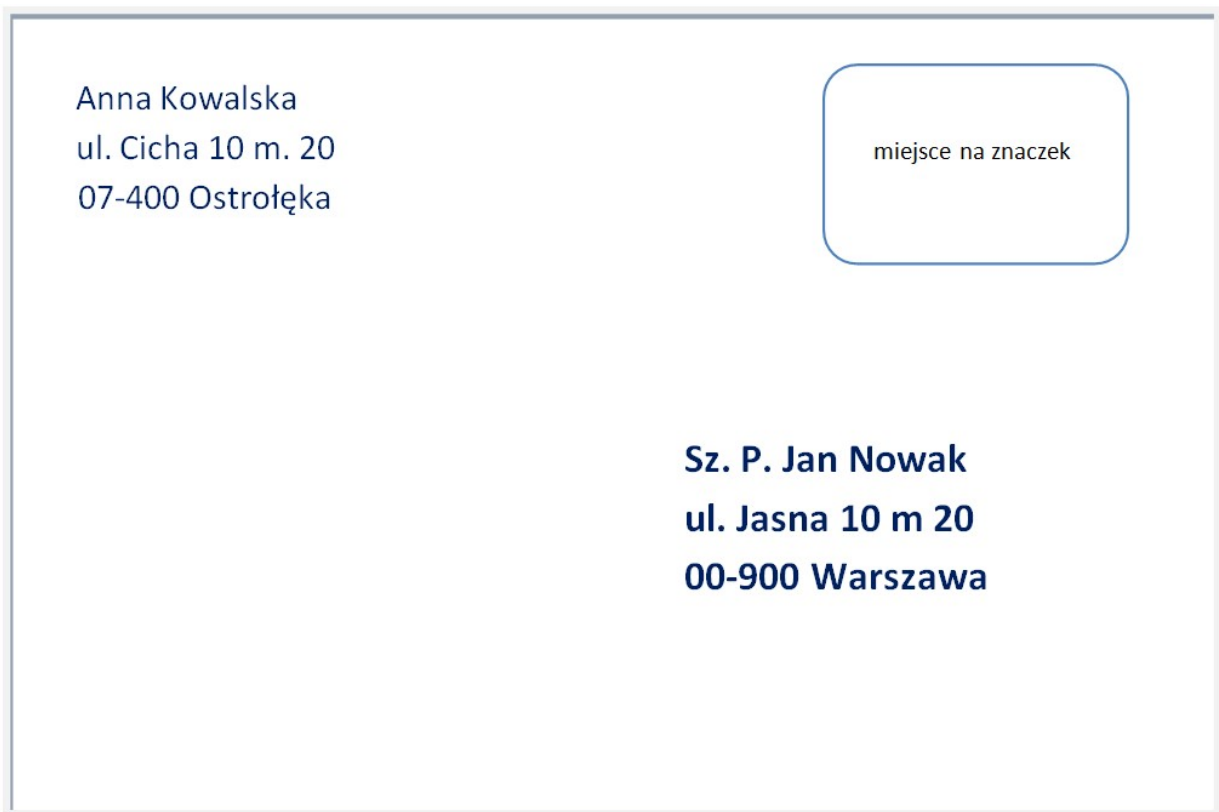 Anna Kowalska
ul. Cicha 10 m. 20
07-400 Ostrołęka
miejsce na znaczek
Sz. P. Jan Nowak
ul. Jasna 10 m 20
00-900 Warszawa